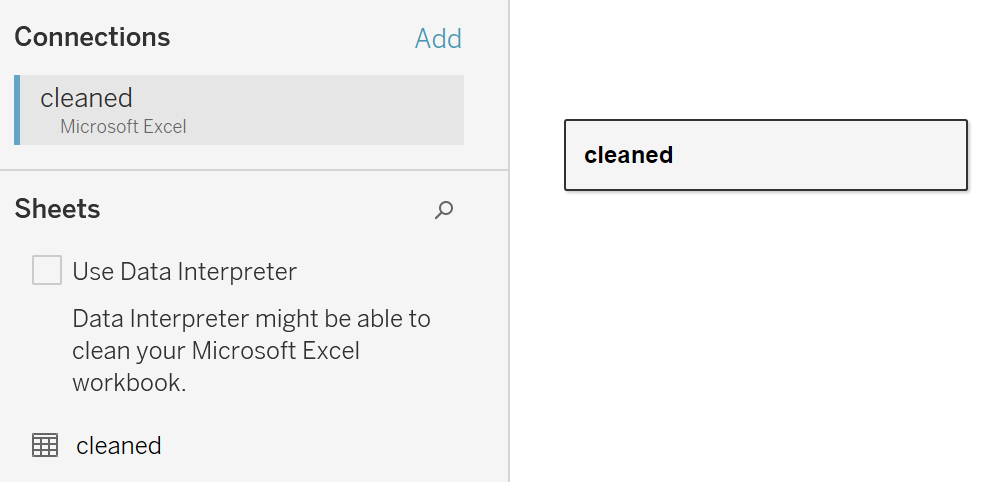 Connections
Add
cleaned
Microsoft Excel
cleaned
Sheets
Use Data Interpreter
Data Interpreter might be able to
clean your Microsoft Excel
workbook.
cleaned